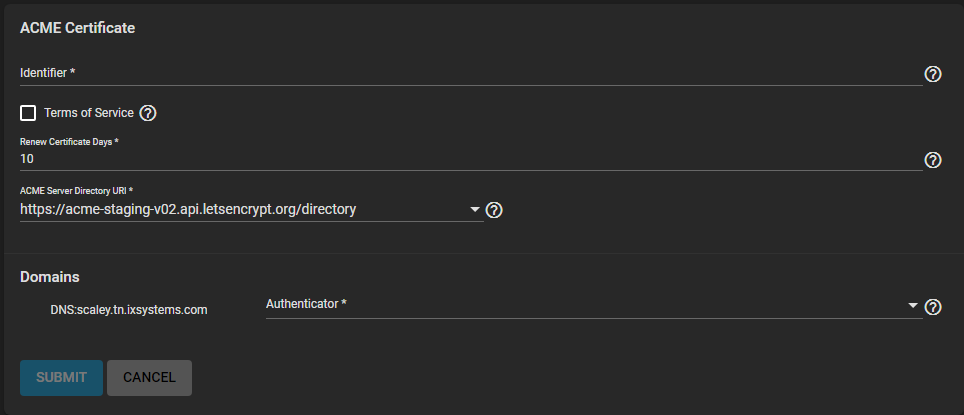 ACME Certificate
Identifier *
Terms of Service
Renew Certificate Days *
10
ACME Server Directory URI *
https://acme-staging-v02.api.letsencrypt.org/directory
Domains
DNS:scaley.tn.ixsystems.com
Authenticator *
SUBMIT CANCEL